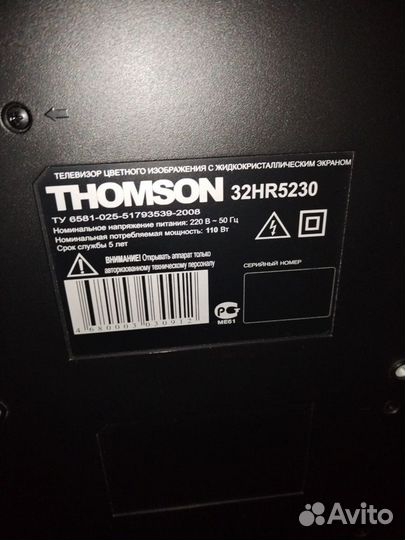 ТЕЛЕВИЗОР ЦВЕТНОГО ИЗОБРАЖЕНИЯ С ЖИДКОКРИСТАЛЛИЧЕСКИМ ЭКРАНОМ
THOMSON 32HR5230
ТУ 6581-025-51793539-2008
Номинальное напряжение питания: 220 В ~ 50 Гц
Номинальная потребляемая мощность: 110 Вт
Срок службы 5 лет
ВНИМАНИЕ! Открывать аппарат только
авторизованному техническому персоналу
СЕРИЙНЫЙ НОМЕР
4680003030912
РС
МЕ61
Avito